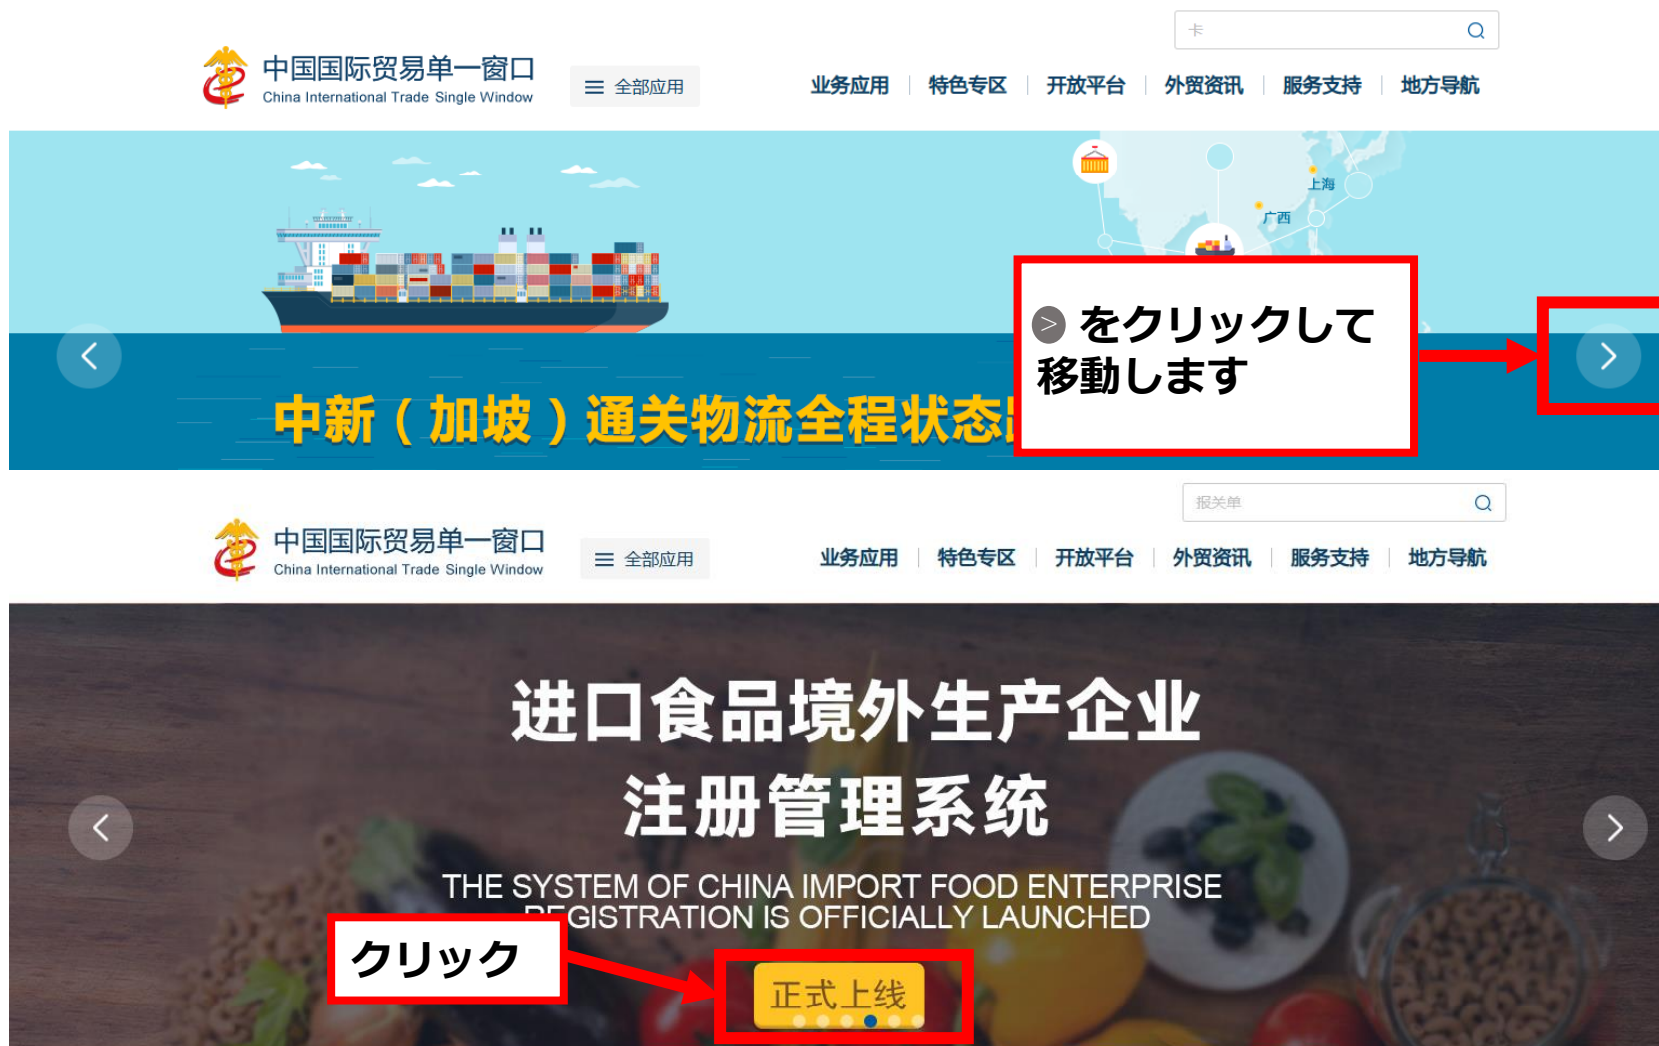 卡
中国国际贸易单一窗口
China International Trade Single Window
全部应用
业务应用 特色专区 开放平台 外贸资讯 服务支持 地方导航
上海
广西
> をクリックして
移動します
中新（加坡）通关物流全程状态
报关单
中国国际贸易单一窗口
China International Trade Single Window
全部应用
业务应用 特色专区 开放平台 外贸资讯 服务支持 地方导航
进口食品境外生产企业
注册管理系统
THE SYSTEM OF CHINA IMPORT FOOD ENTERPRISE
REGISTRATION IS OFFICIALLY LAUNCHED
クリック
正式上线